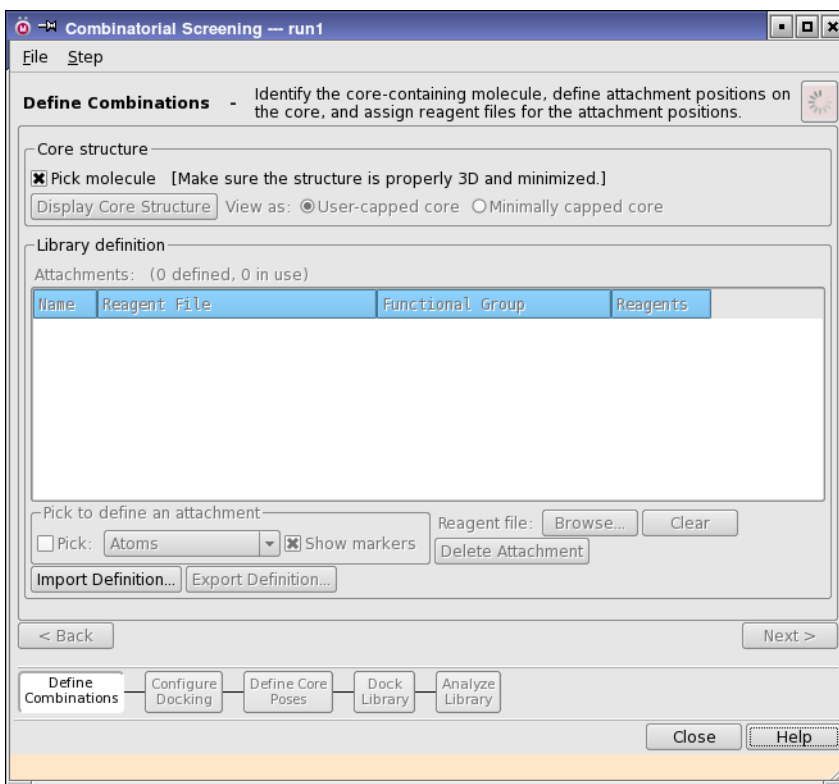 Combinatorial Screening --- run1
File Step
Define Combinations - Identify the core-containing molecule, define attachment positions on
the core, and assign reagent files for the attachment positions.
Core structure
Pick molecule [Make sure the structure is properly 3D and minimized.]
Display Core Structure View as: User-capped core Minimally capped core
Library definition
Attachments: (0 defined, 0 in use)
Name Reagent File Functional Group Reagents
Pick to define an attachment
Reagent file: Browse... Clear
Pick: Atoms Show markers
Delete Attachment
Import Definition... Export Definition...
< Back Next >
Define
Combinations
Configure
Docking
Define Core
Poses
Dock
Library
Analyze
Library
Close Help